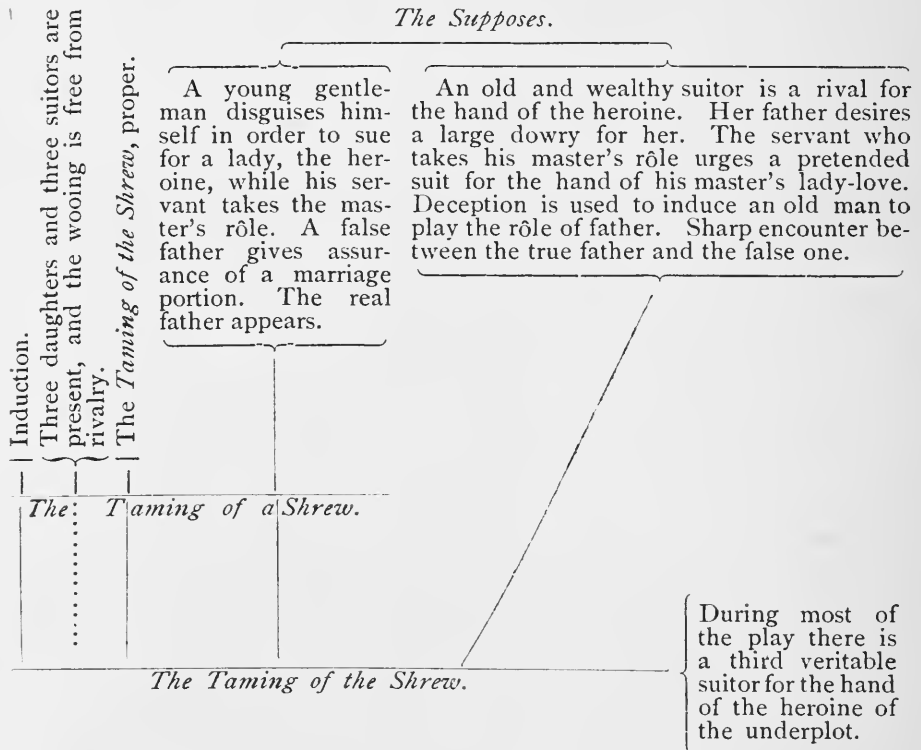 The Supposes.
Induction.
Three daughters and three suitors are
present, and the wooing is free from
rivalry.
The Taming of the Shrew, proper.
A young gentle-
man disguises him-
self in order to sue
for a lady, the her-
oine, while his ser-
vant takes the mas-
ter's rôle. A false
father gives assur-
ance of a marriage
portion. The real
father appears.
An old and wealthy suitor is a rival for
the hand of the heroine. Her father desires
a large dowry for her. The servant who
takes his master's rôle urges a pretended
suit for the hand of his master's lady-love.
Deception is used to induce an old man to
play the rôle of father. Sharp encounter be-
tween the true father and the false one.
The Taming of a Shrew.
The Taming of the Shrew.
During most of
the play there is
a third veritable
suitor for the hand
of the heroine of
the underplot.